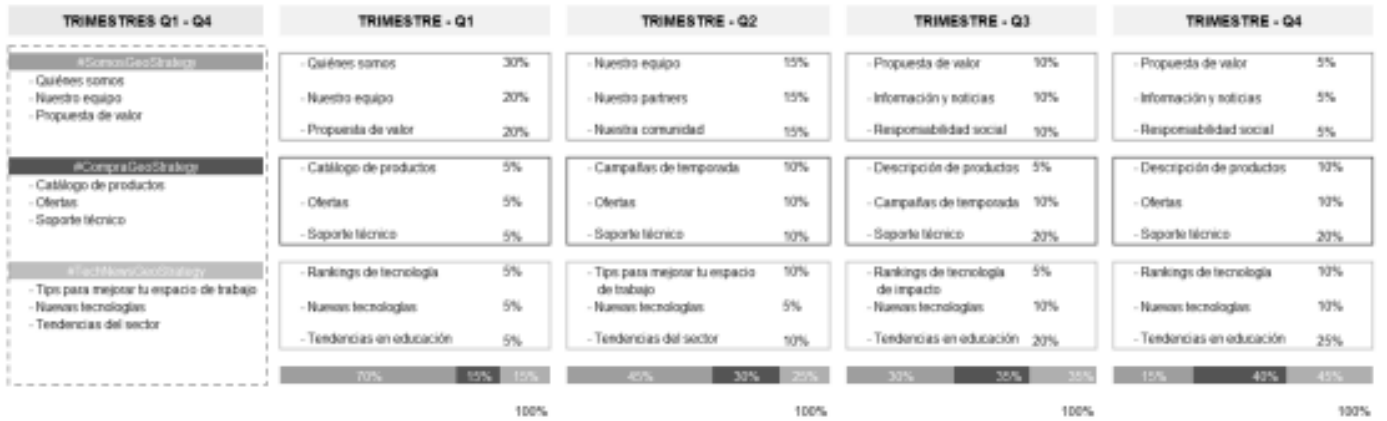 TRIMESTRES Q1 - Q4
#SomosGeoStrategy
- Quiénes somos
- Nuestro equipo
- Propuesta de valor
#CompraGeoStrategy
- Catálogo de productos
- Ofertas
- Soporte técnico
#TechNewsGeoStrategy
- Tips para mejorar tu espacio de trabajo
- Nuevas tecnologías
- Tendencias del sector
TRIMESTRE - Q1
- Quiénes somos 30%
- Nuestro equipo 20%
- Propuesta de valor 20%
- Catálogo de productos 5%
- Ofertas 5%
- Soporte técnico 5%
- Rankings de tecnología 5%
- Nuevas tecnologías 5%
- Tendencias en educación 5%
70% 15% 15%
100%
TRIMESTRE - Q2
- Nuestro equipo 15%
- Nuestro partners 15%
- Nuestra comunidad 15%
- Campañas de temporada 10%
- Ofertas 10%
- Soporte técnico 10%
- Tips para mejorar tu espacio 10%
de trabajo
- Nuevas tecnologías 5%
- Tendencias del sector 10%
45% 30% 25%
100%
TRIMESTRE - Q3
- Propuesta de valor 10%
- Información y noticias 10%
- Responsabilidad social 10%
- Descripción de productos 5%
- Campañas de temporada 10%
- Soporte técnico 20%
- Rankings de tecnología 5%
de impacto
- Nuevas tecnologías 10%
- Tendencias en educación 20%
30% 35% 35%
100%
TRIMESTRE - Q4
- Propuesta de valor 5%
- Información y noticias 5%
- Responsabilidad social 5%
- Descripción de productos 10%
- Ofertas 10%
- Soporte técnico 20%
- Rankings de tecnología 10%
- Nuevas tecnologías 10%
- Tendencias en educación 25%
15% 40% 45%
100%